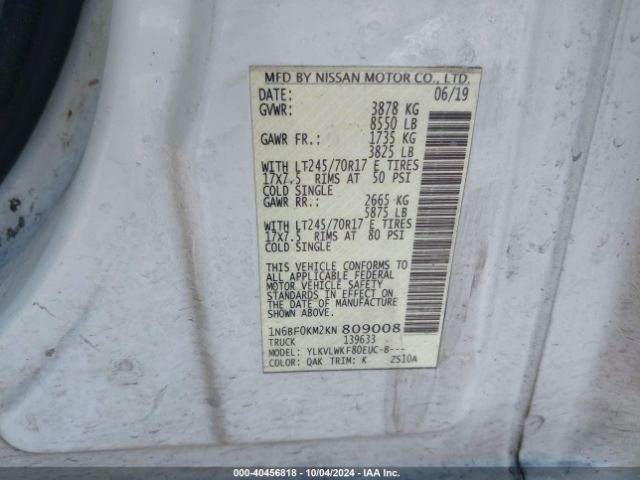 MFD BY NISSAN MOTOR CO., LTD.
DATE: 06/19
GVWR: 3878 KG
8550 LB
GAWR FR.: 1735 KG
3825 LB
WITH LT245/70R17 E TIRES
17X7.5 RIMS AT 50 PSI
COLD SINGLE
GAWR RR.: 2665 KG
5875 LB
WITH LT245/70R17 E TIRES
17X7.5 RIMS AT 80 PSI
COLD SINGLE
THIS VEHICLE CONFORMS TO
ALL APPLICABLE FEDERAL
MOTOR VEHICLE SAFETY
STANDARDS IN EFFECT ON
THE DATE OF MANUFACTURE
SHOWN ABOVE.
1N6BF0KM2KN 809008
TRUCK 139633
MODEL: YLKVLWKF80EUC-B---
COLOR: QAK TRIM: K ZS10A
000-40456818 - 10/04/2024 - IAA Inc.